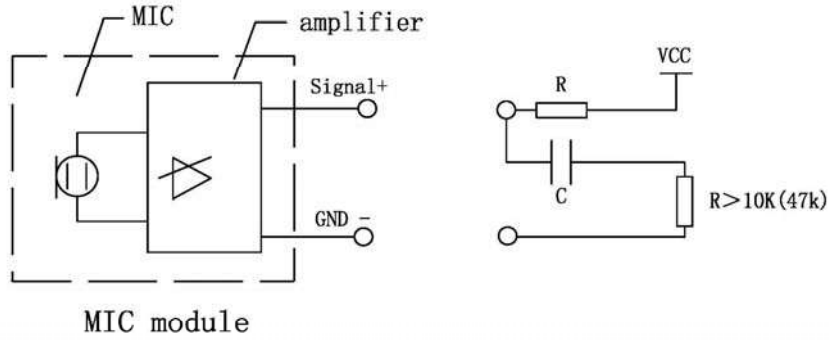 MIC
amplifier
Signal+
GND -
MIC module
VCC
R
C
R>10K(47k)